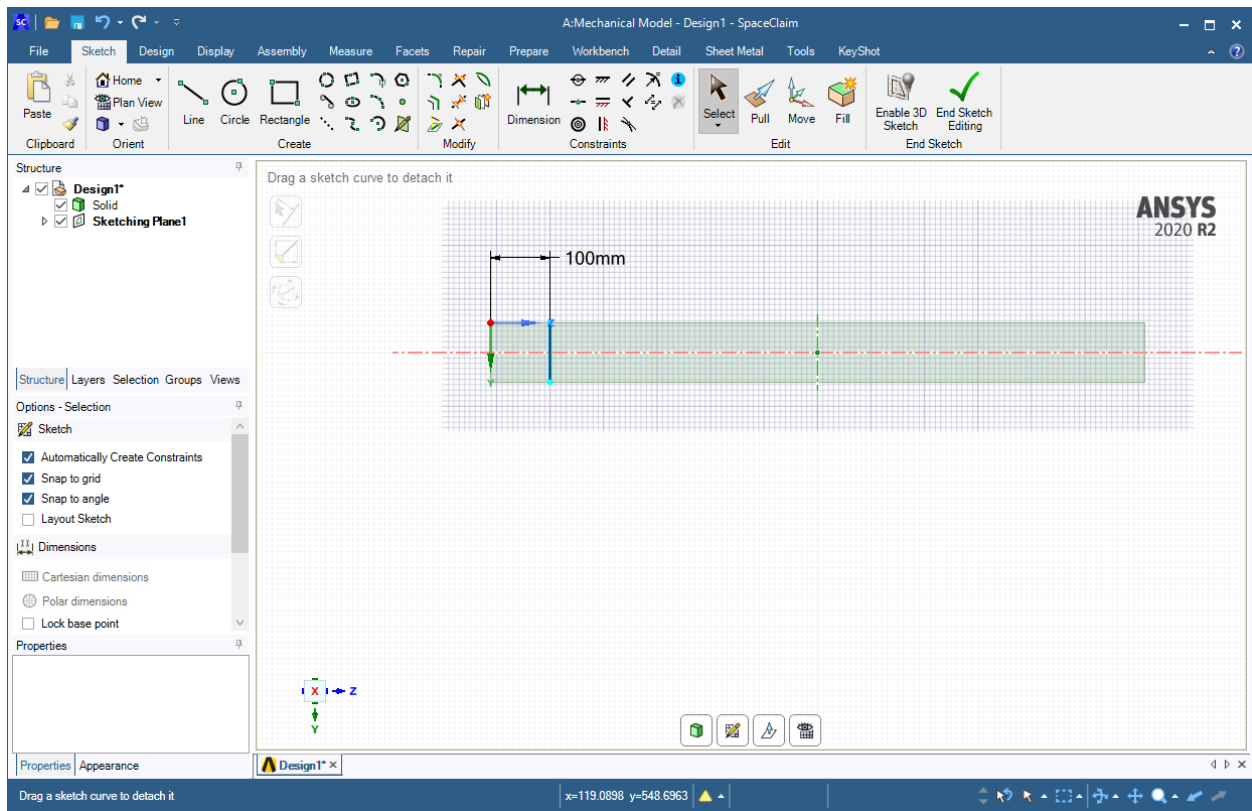 SC
A:Mechanical Model - Design1 - SpaceClaim
File Sketch Design Display Assembly Measure Facets Repair Prepare Workbench Detail Sheet Metal Tools KeyShot
Paste
Home
Plan View
Line Circle Rectangle
Dimension
Select Pull Move Fill
Enable 3D Sketch
End Sketch Editing
Clipboard Orient Create Modify Constraints Edit End Sketch
Structure
Design1*
Solid
Sketching Plane1
Structure Layers Selection Groups Views
Options - Selection
Sketch
Automatically Create Constraints
Snap to grid
Snap to angle
Layout Sketch
Dimensions
Cartesian dimensions
Polar dimensions
Lock base point
Properties
Properties Appearance
Drag a sketch curve to detach it
ANSYS
2020 R2
100mm
Z
Y
X Z
Y
Design1*
Drag a sketch curve to detach it
x=119.0898 y=548.6963